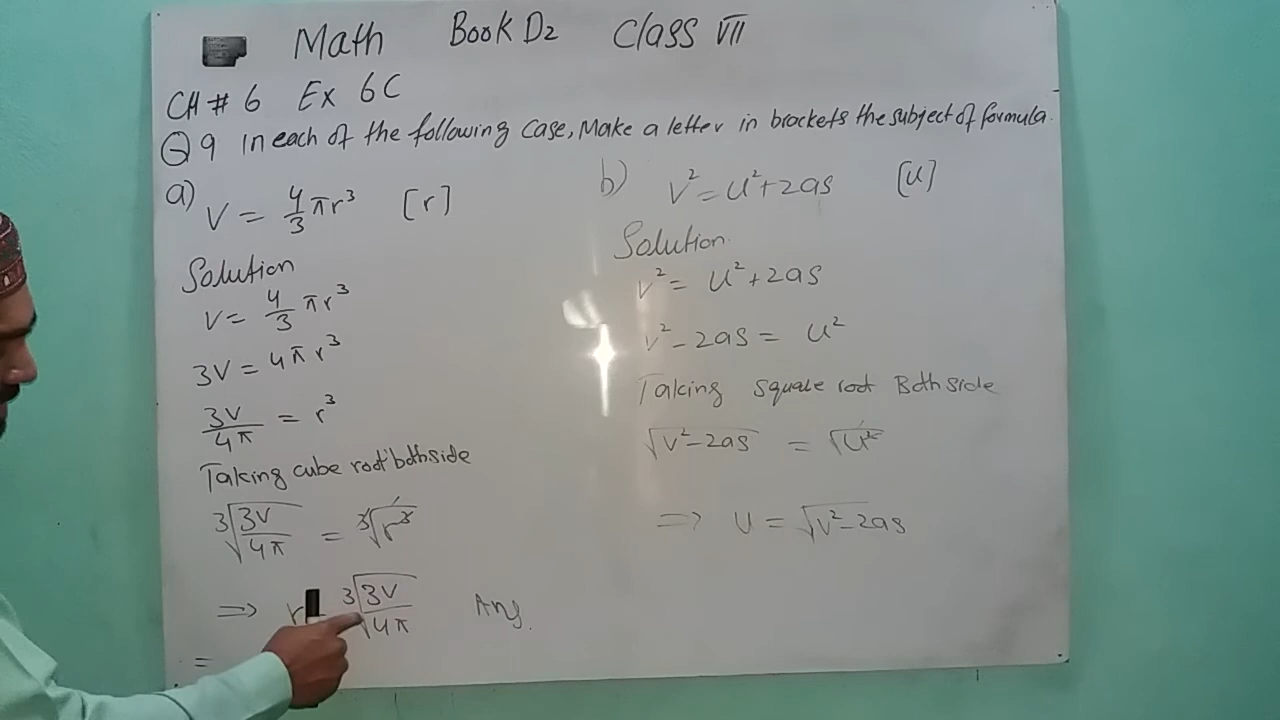 Math Book D2 Class VII
CH # 6 Ex 6C
Q 9 In each of the following Case, Make a letter in brackets the subject of formula.
a) V = 4/3 πr³ [r]
Solution
V = 4/3 πr³
3V = 4πr³
3V/4π = r³
Taking cube root both side
∛(3V/4π) = ∛r³
⇒ r = ∛(3V/4π) Ans.
=
b) V² = U² + 2as [U]
Solution.
V² = U² + 2as
V² - 2as = U²
Taking square root Both side
√(V² - 2as) = √U²
⇒ U = √(V² - 2as)